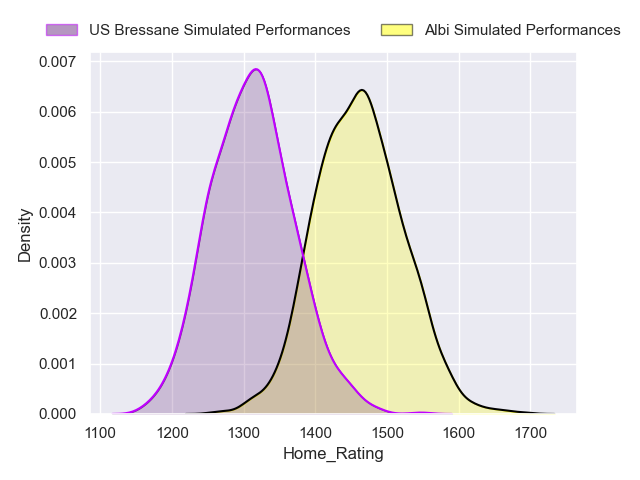 US Bressane Simulated Performances
Albi Simulated Performances
0.007
0.006
0.005
0.004
0.003
0.002
0.001
0.000
Density
1100 1200 1300 1400 1500 1600 1700
Home_Rating